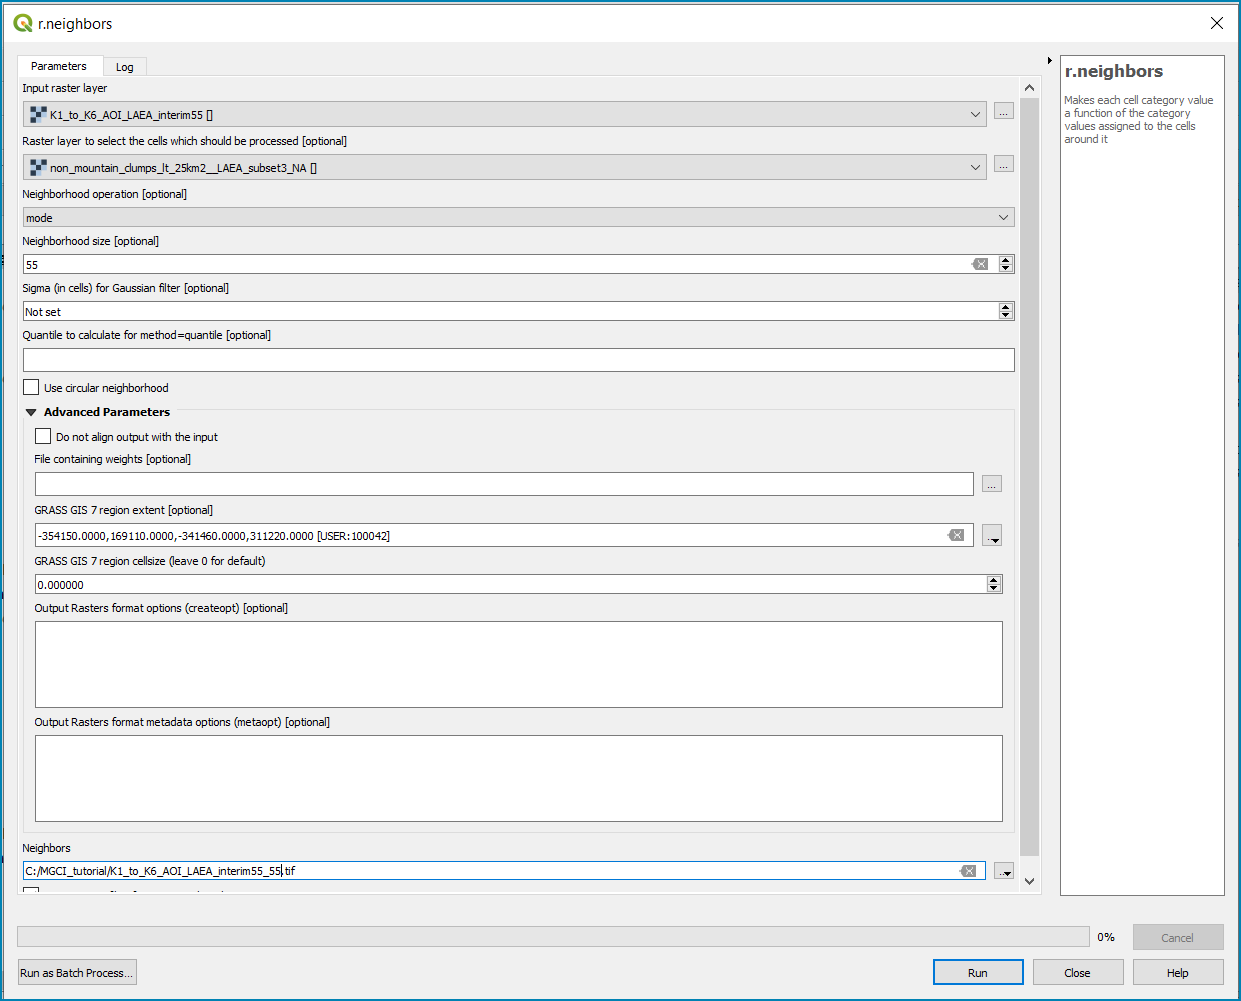 r.neighbors
Parameters
Log
Input raster layer
K1_to_K6_AOI_LAEA_interim55 []
...
Raster layer to select the cells which should be processed [optional]
non_mountain_clumps_lt_25km2__LAEA_subset3_NA []
...
Neighborhood operation [optional]
mode
Neighborhood size [optional]
55
Sigma (in cells) for Gaussian filter [optional]
Not set
Quantile to calculate for method=quantile [optional]
Use circular neighborhood
Advanced Parameters
Do not align output with the input
File containing weights [optional]
...
GRASS GIS 7 region extent [optional]
-354150.0000,169110.0000,-341460.0000,311220.0000 [USER:100042]
GRASS GIS 7 region cellsize (leave 0 for default)
0.000000
Output Rasters format options (createopt) [optional]
Output Rasters format metadata options (metaopt) [optional]
Neighbors
C:/MGCI_tutorial/K1_to_K6_AOI_LAEA_interim55_55.tif
r.neighbors
Makes each cell category value
a function of the category
values assigned to the cells
around it
0%
Cancel
Run as Batch Process...
Run
Close
Help